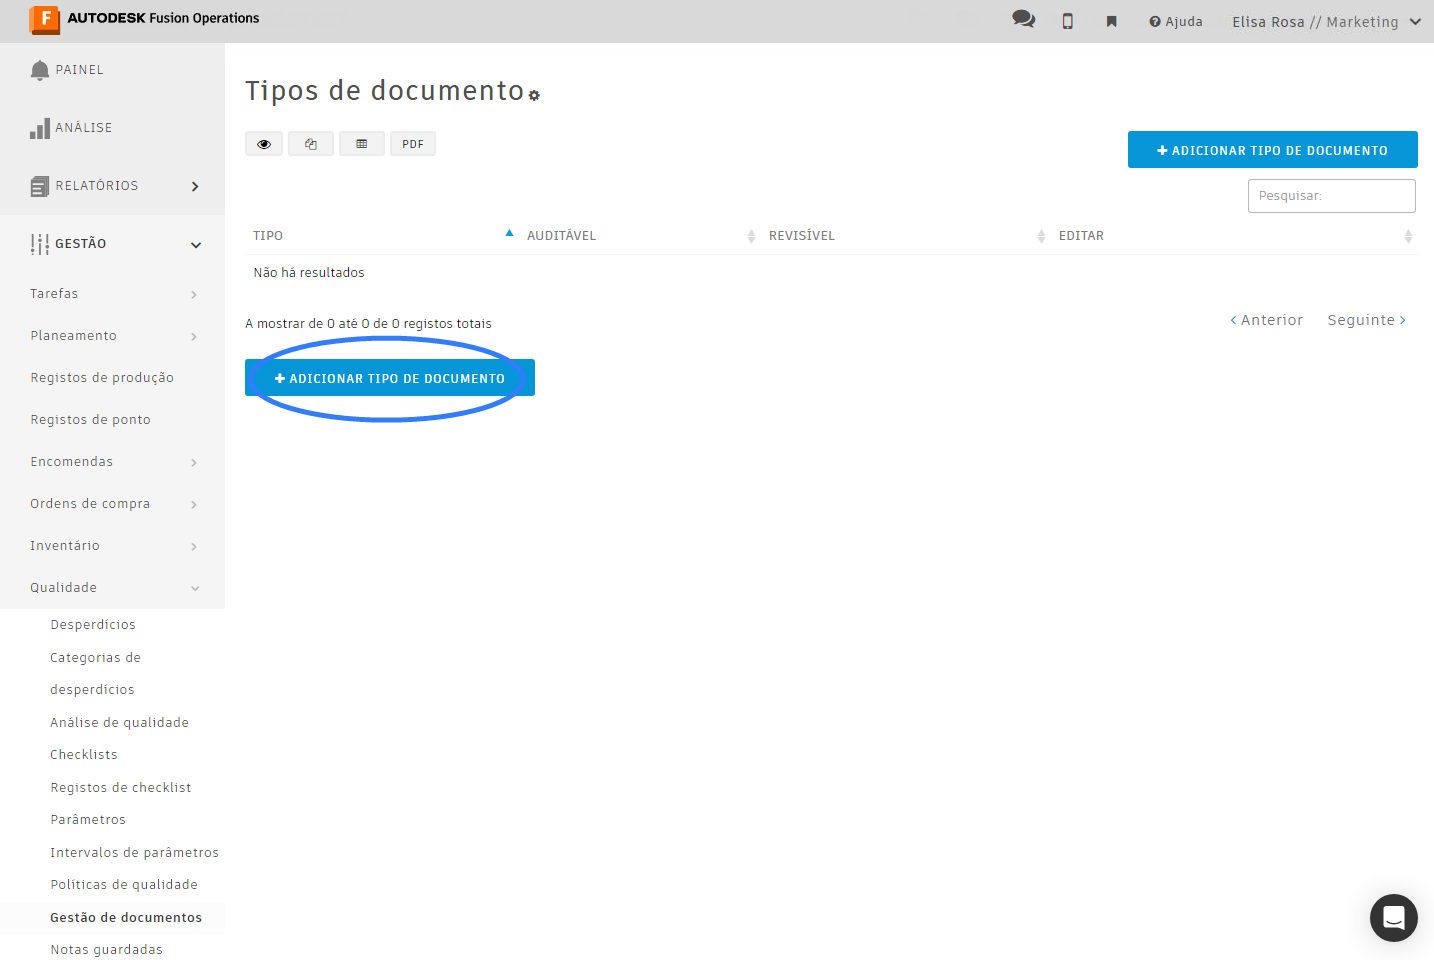 AUTODESK Fusion Operations
Ajuda
Elisa Rosa // Marketing
PAINEL
ANÁLISE
RELATÓRIOS
GESTÃO
Tarefas
Planeamento
Registos de produção
Registos de ponto
Encomendas
Ordens de compra
Inventário
Qualidade
Desperdícios
Categorias de
desperdícios
Análise de qualidade
Checklists
Registos de checklist
Parâmetros
Intervalos de parâmetros
Políticas de qualidade
Gestão de documentos
Notas guardadas
Tipos de documento
PDF
+ ADICIONAR TIPO DE DOCUMENTO
Pesquisar:
TIPO AUDITÁVEL REVISÍVEL EDITAR
Não há resultados
A mostrar de 0 até 0 de 0 registos totais
< Anterior Seguinte >
+ ADICIONAR TIPO DE DOCUMENTO